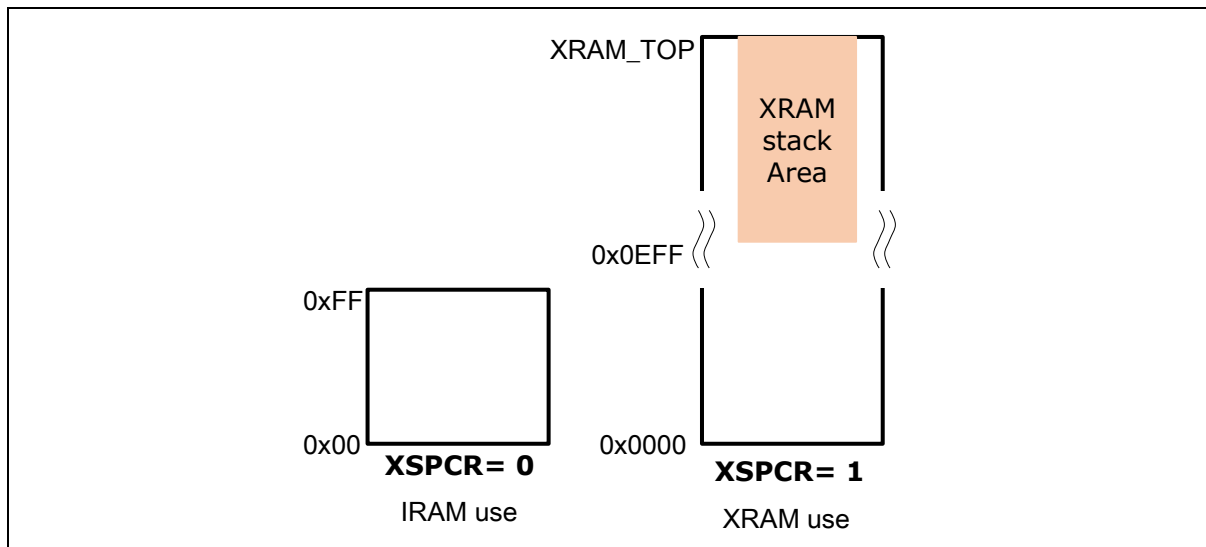 XRAM_TOP
XRAM
stack
Area
0x0EFF
0xFF
0x00
0x0000
XSPCR= 0
XSPCR= 1
IRAM use
XRAM use